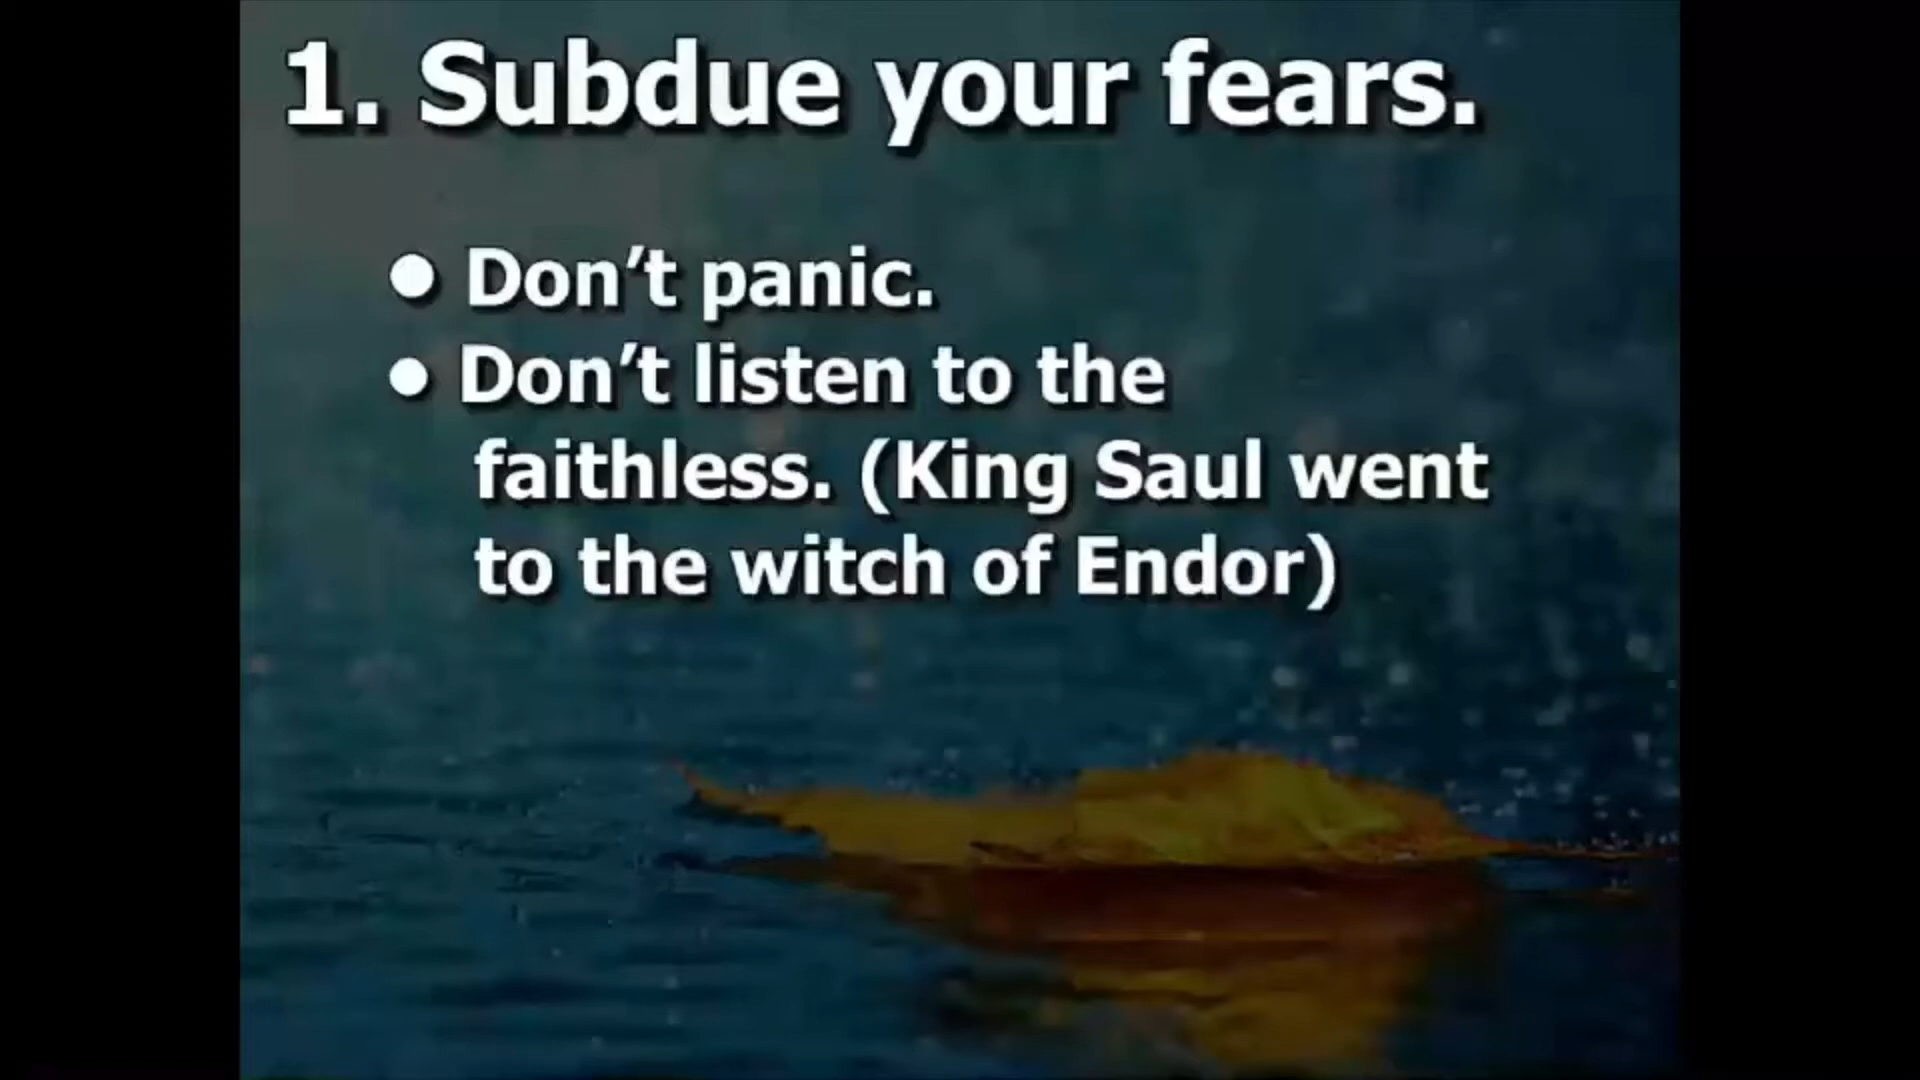 1. Subdue your fears.
● Don’t panic.
● Don’t listen to the
faithless. (King Saul went
to the witch of Endor)